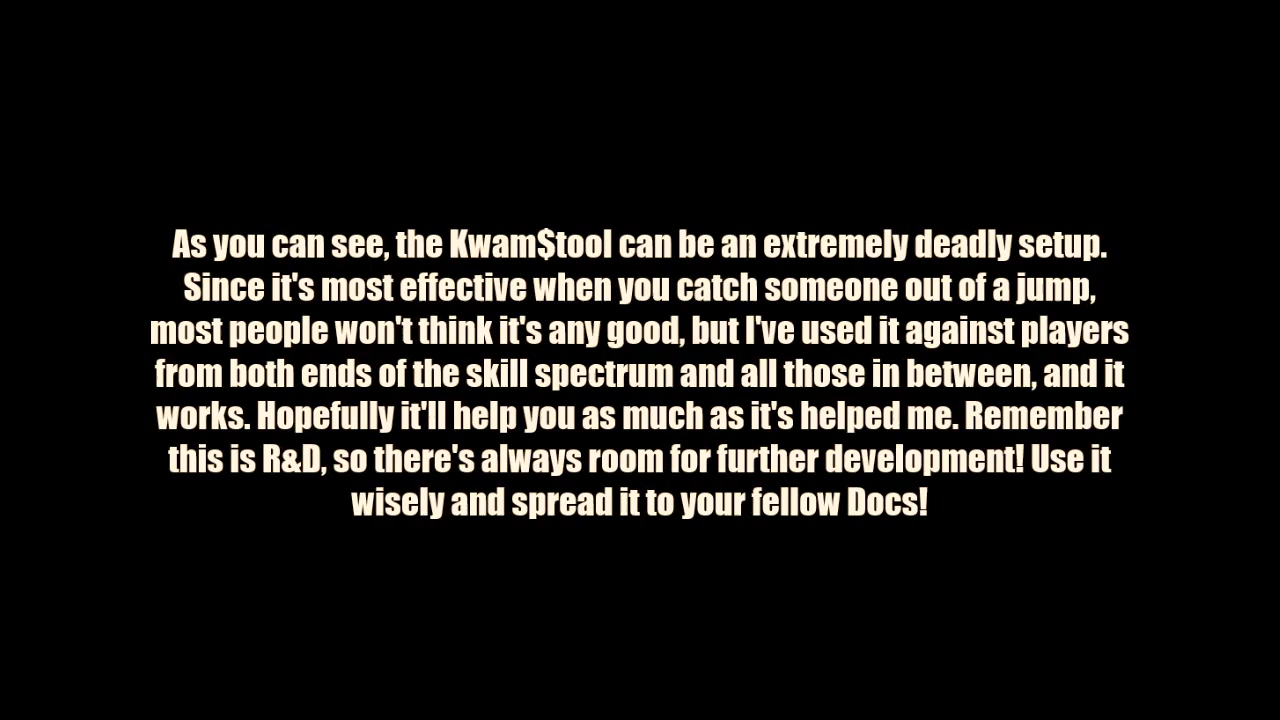 As you can see, the Kwam$tool can be an extremely deadly setup.
Since it's most effective when you catch someone out of a jump,
most people won't think it's any good, but I've used it against players
from both ends of the skill spectrum and all those in between, and it
works. Hopefully it'll help you as much as it's helped me. Remember
this is R&D, so there's always room for further development! Use it
wisely and spread it to your fellow Docs!